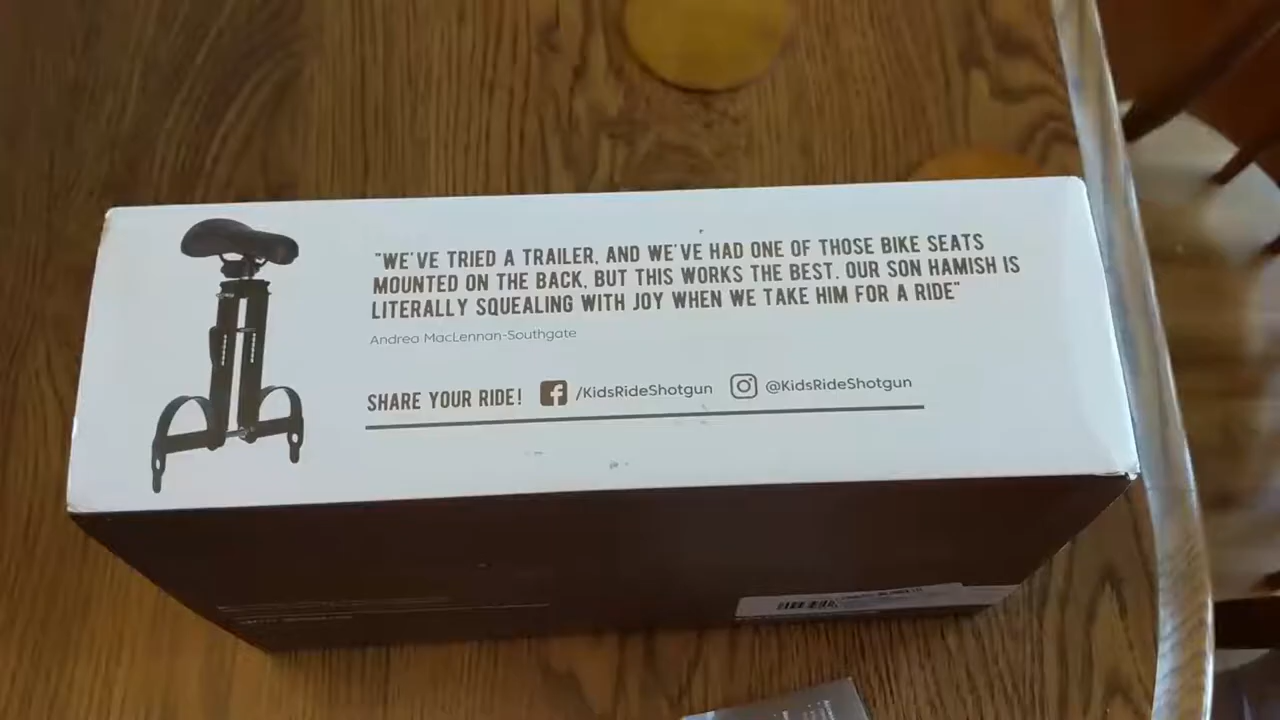 "WE'VE TRIED A TRAILER, AND WE'VE HAD ONE OF THOSE BIKE SEATS
MOUNTED ON THE BACK, BUT THIS WORKS THE BEST. OUR SON HAMISH IS
LITERALLY SQUEALING WITH JOY WHEN WE TAKE HIM FOR A RIDE"
Andrea MacLennan-Southgate
SHARE YOUR RIDE! /KidsRideShotgun @KidsRideShotgun